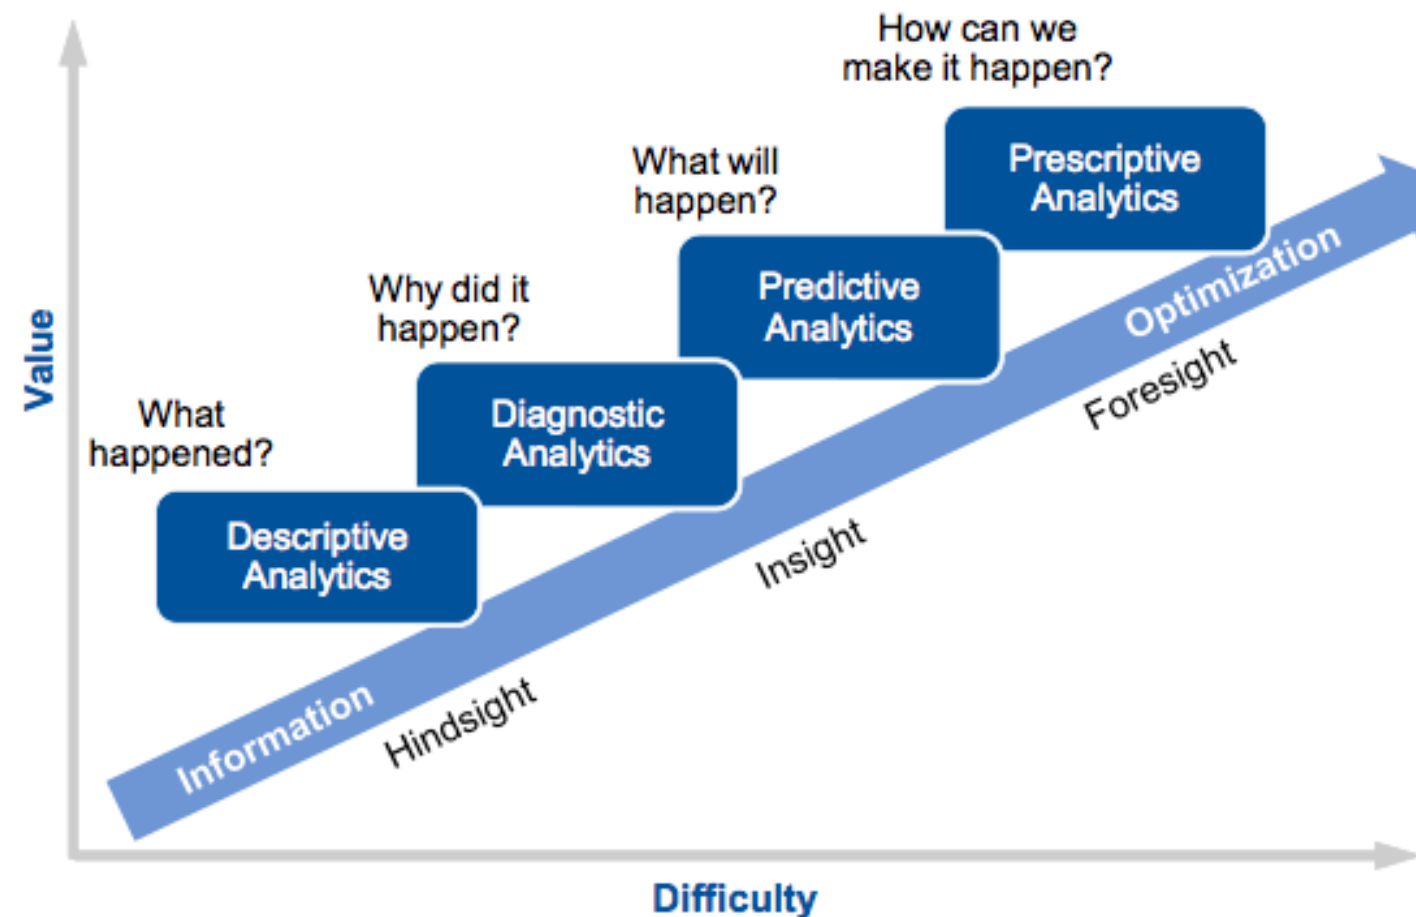 How can we
make it happen?
Prescriptive
Analytics
What will
happen?
Predictive
Analytics
Why did it
happen?
Diagnostic
Analytics
What
happened?
Descriptive
Analytics
Value
Information
Optimization
Hindsight
Insight
Foresight
Difficulty